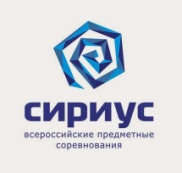 сириус
всероссийские предметные
соревнования